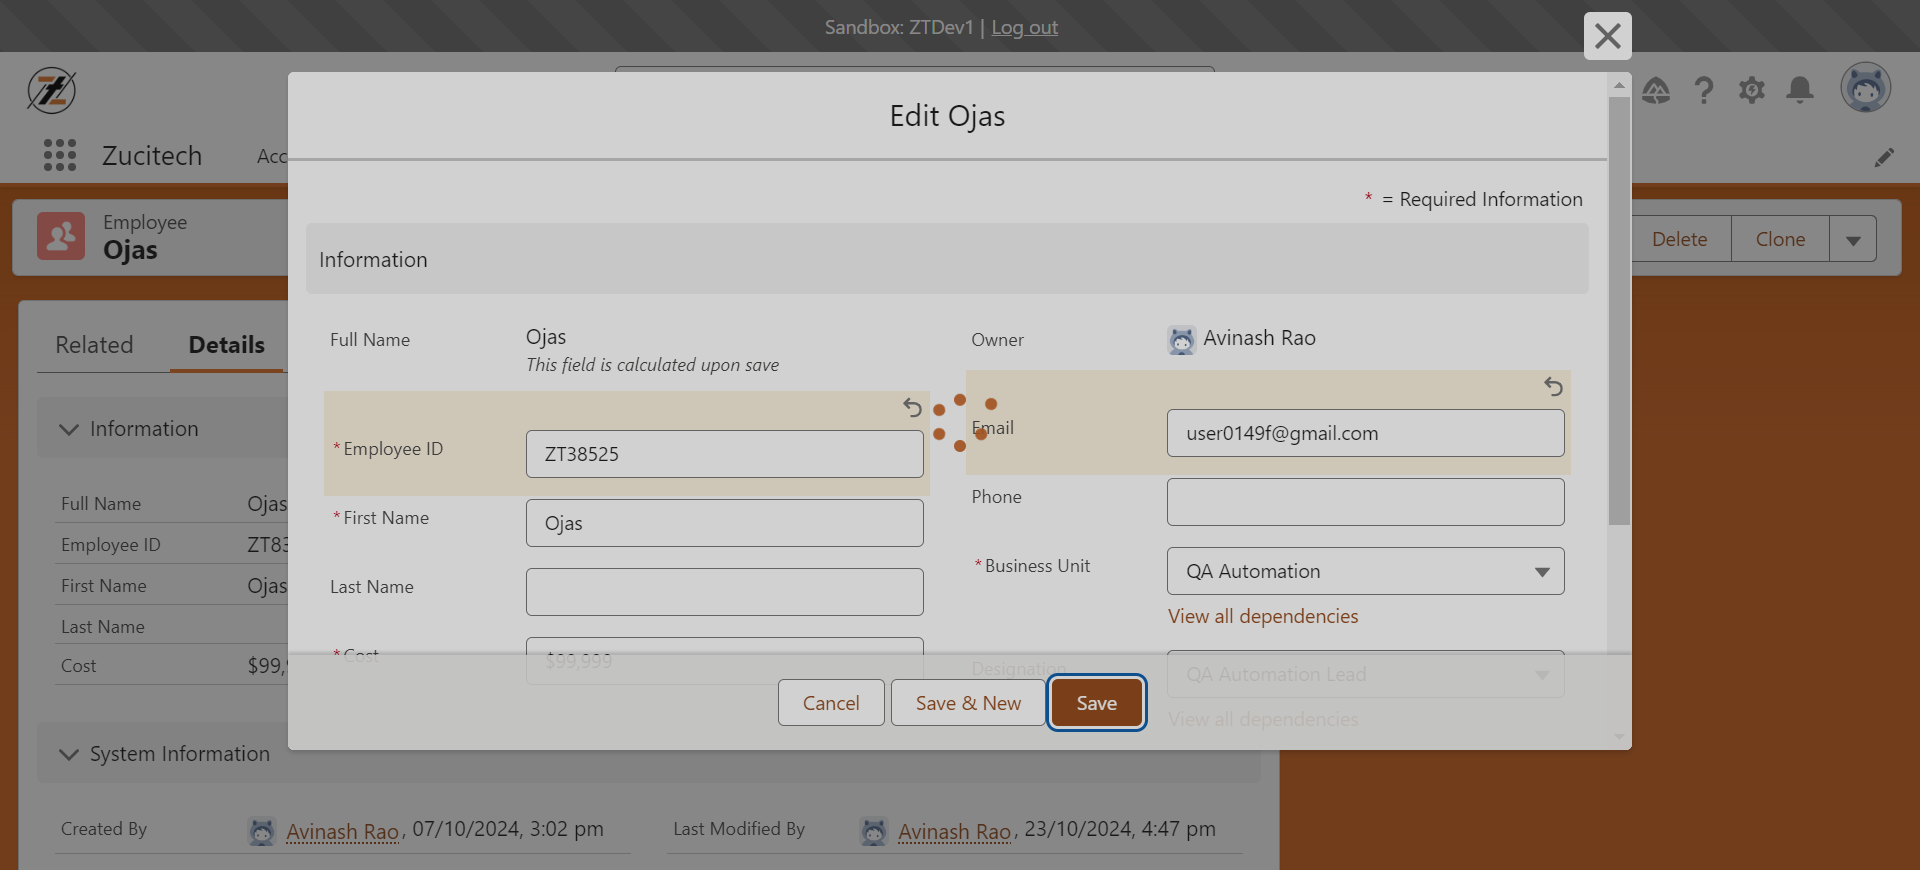 Sandbox: ZTDev1 | Log out
Zucitech
Acc
Employee
Ojas
Delete
Clone
Related
Details
Information
Full Name
Ojas
Employee ID
ZT83
First Name
Ojas
Last Name
Cost
$99,9
System Information
Created By
Avinash Rao, 07/10/2024, 3:02 pm
Last Modified By
Avinash Rao, 23/10/2024, 4:47 pm
Edit Ojas
* = Required Information
Information
Full Name
Ojas
This field is calculated upon save
Owner
Avinash Rao
* Employee ID
ZT38525
Email
user0149f@gmail.com
* First Name
Ojas
Phone
Last Name
* Business Unit
QA Automation
View all dependencies
* Cost
$99,999
Designation
QA Automation Lead
View all dependencies
Cancel
Save & New
Save